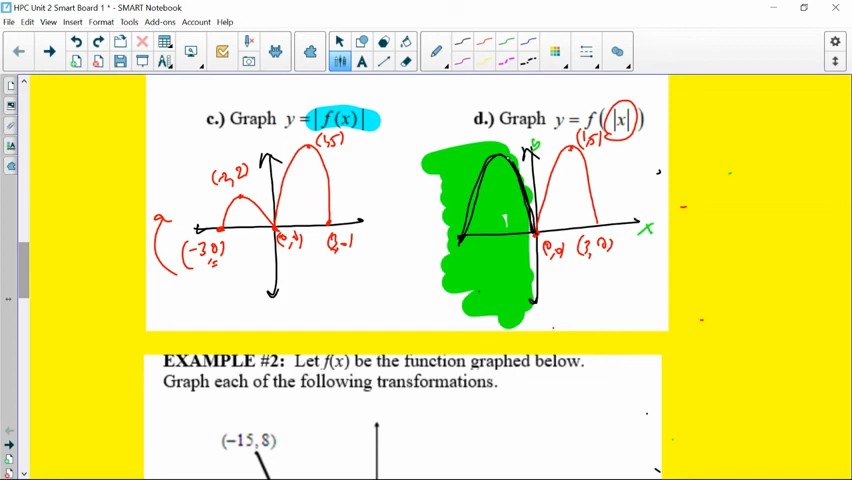 HPC Unit 2 Smart Board 1 * - SMART Notebook
File Edit View Insert Format Tools Add-ons Account Help
c.) Graph y = | f(x) |
d.) Graph y = f( |x| )
(1,5)
(1,5)
(-2, 2)
(-3,0)
(0,0)
(0,0)
(3, 0)
x
EXAMPLE #2: Let f(x) be the function graphed below.
Graph each of the following transformations.
(−15, 8)